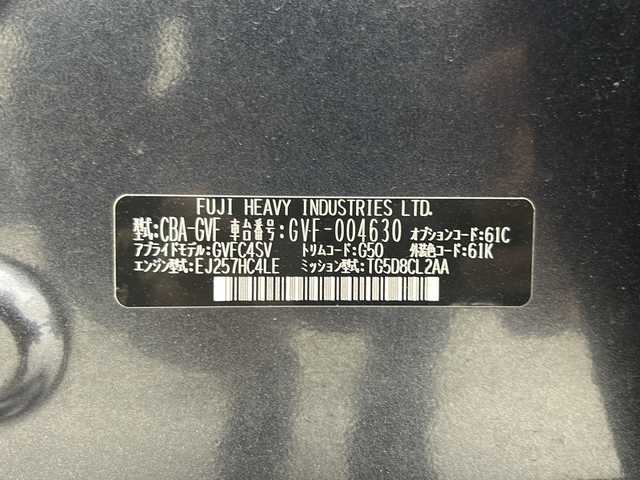 FUJI HEAVY INDUSTRIES LTD.
型式:CBA-GVF 車台番号:GVF-004630 オプションコード:61C
アプライドモデル:GVFC4SV トリムコード:G50 外装色コード:61K
エンジン型式:EJ257HC4LE ミッション型式:TG5D8CL2AA